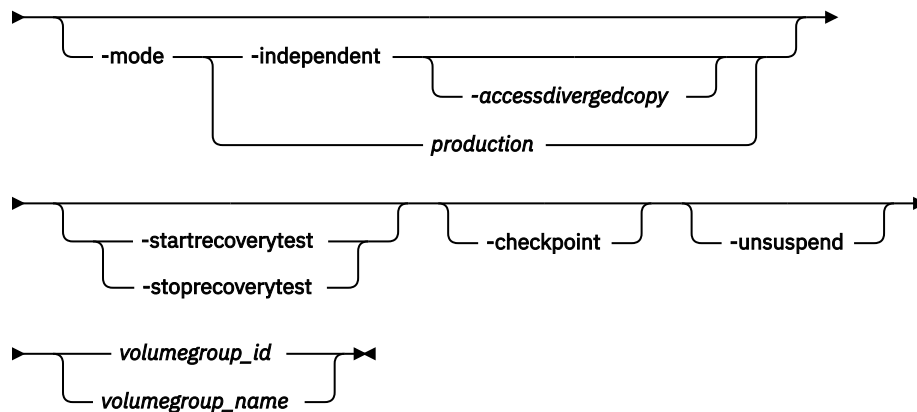 -mode -independent
-accessdivergedcopy
production
-startrecoverytest -checkpoint -unsuspend
-stoprecoverytest
volumegroup_id
volumegroup_name